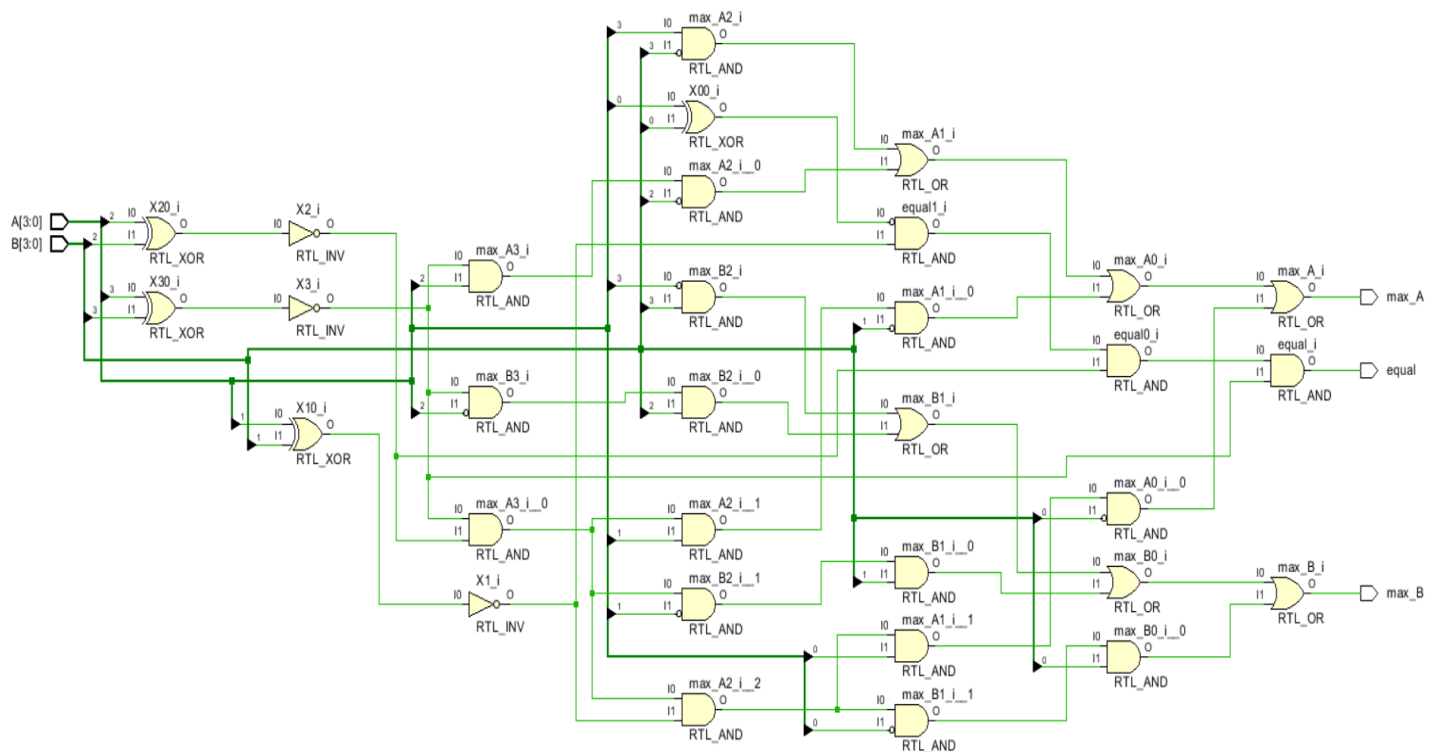 max_A2_i
3 I0 O
3 I1
RTL_AND
X00_i
0 I0 O
0 I1
RTL_XOR
max_A2_i__0
I0 O
2 I1
RTL_AND
max_A1_i
I0 O
I1
RTL_OR
equal1_i
I0 O
I1
RTL_AND
A[3:0]
B[3:0]
X20_i
2 I0 O
2 I1
RTL_XOR
X2_i
I0 O
RTL_INV
X30_i
3 I0 O
3 I1
RTL_XOR
X3_i
I0 O
RTL_INV
max_A3_i
I0 O
2 I1
RTL_AND
max_B2_i
3 I0 O
3 I1
RTL_AND
max_A1_i__0
I0 O
1 I1
RTL_AND
max_A0_i
I0 O
I1
RTL_OR
max_A_i
I0 O
I1
RTL_OR
max_A
equal0_i
I0 O
I1
RTL_AND
equal_i
I0 O
I1
RTL_AND
equal
X10_i
1 I0 O
1 I1
RTL_XOR
max_B3_i
I0 O
2 I1
RTL_AND
max_B2_i__0
I0 O
2 I1
RTL_AND
max_B1_i
I0 O
I1
RTL_OR
max_A3_i__0
I0 O
I1
RTL_AND
max_A2_i__1
I0 O
1 I1
RTL_AND
max_A0_i__0
I0 O
0 I1
RTL_AND
X1_i
I0 O
RTL_INV
max_B2_i__1
I0 O
1 I1
RTL_AND
max_B1_i__0
I0 O
1 I1
RTL_AND
max_B0_i
I0 O
I1
RTL_OR
max_B_i
I0 O
I1
RTL_OR
max_B
max_A1_i__1
I0 O
0 I1
RTL_AND
max_B0_i__0
I0 O
0 I1
RTL_AND
max_A2_i__2
I0 O
I1
RTL_AND
max_B1_i__1
I0 O
0 I1
RTL_AND